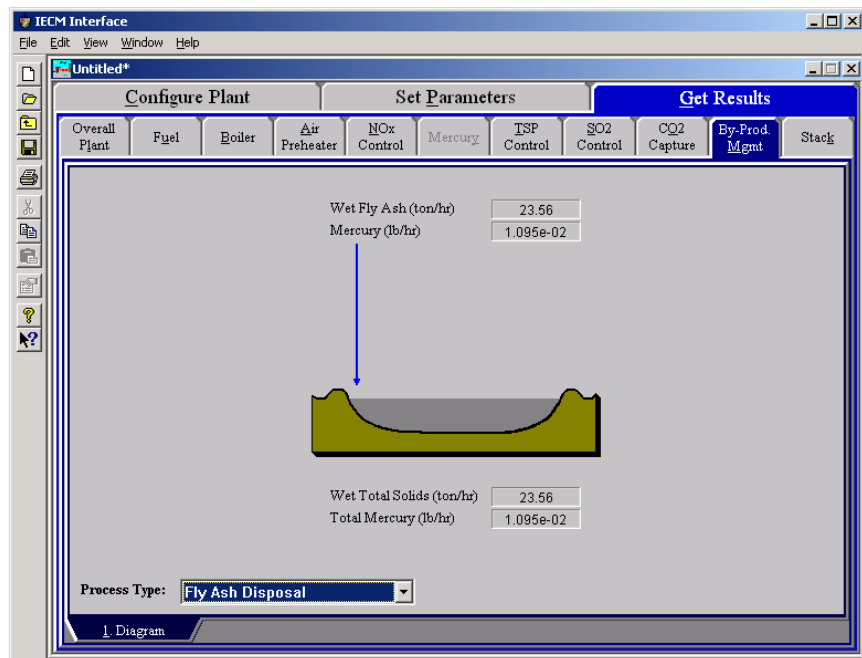 IECM Interface
File Edit View Window Help
Untitled*
Configure Plant Set Parameters Get Results
Overall Plant Fuel Boiler Air Preheater NOx Control Mercury TSP Control SO2 Control CO2 Capture By-Prod. Mgmt Stack
Wet Fly Ash (ton/hr) 23.56
Mercury (lb/hr) 1.095e-02
Wet Total Solids (ton/hr) 23.56
Total Mercury (lb/hr) 1.095e-02
Process Type: Fly Ash Disposal
1. Diagram